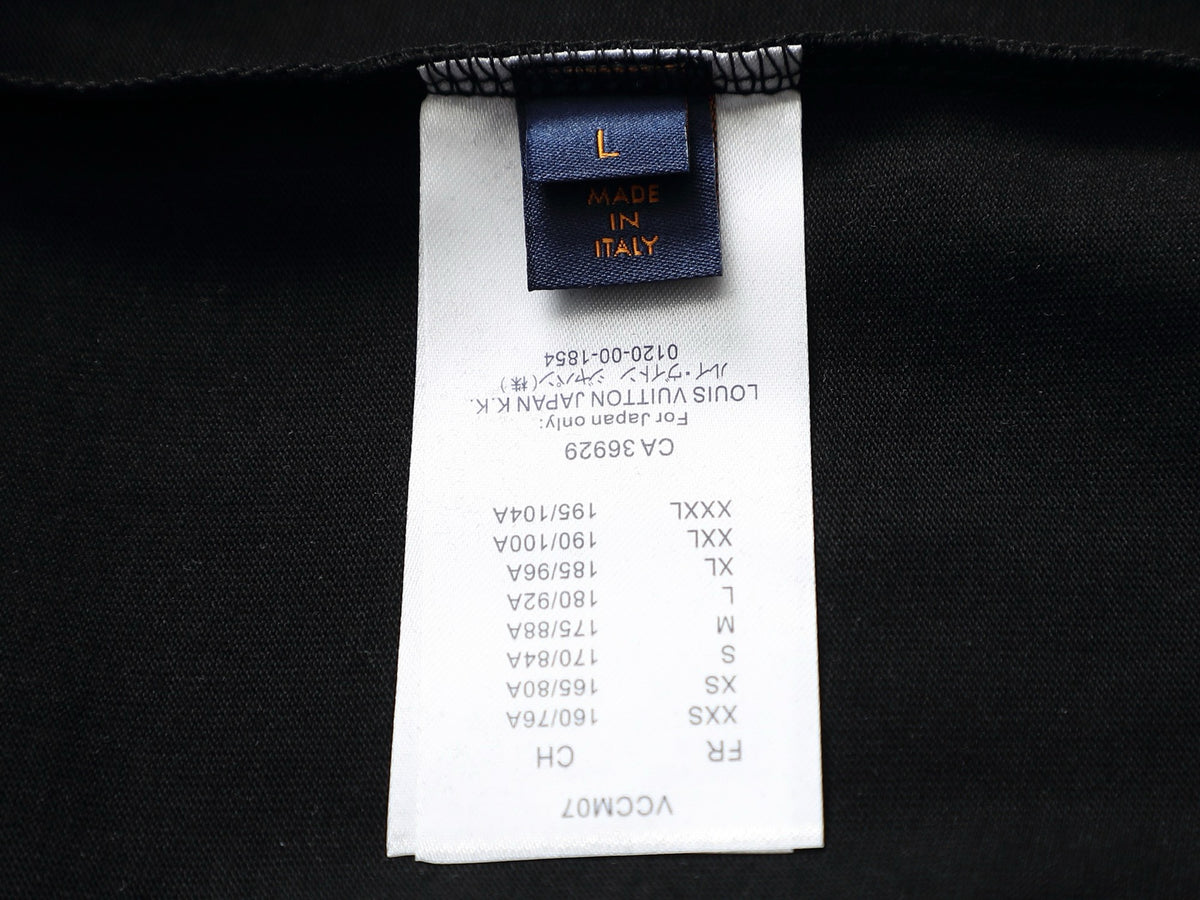 L
MADE
IN
ITALY
VCCM07
FR CH
XXS 160/76A
XS 165/80A
S 170/84A
M 175/88A
L 180/92A
XL 185/96A
XXL 190/100A
XXXL 195/104A
CA 36929
For Japan only:
LOUIS VUITTON JAPAN K.K.
ルイ・ヴィトン ジャパン(株)
0120-00-1854